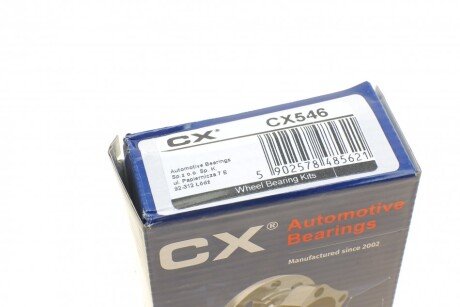 CX®
CX546
Automotive Bearings
Sp z o.o. Sp. k.
ul. Papiernicza 7 E
92-312 Łódź
5 902578 485621
Wheel Bearing Kits
CX®
Automotive
Bearings
Manufactured since 2002